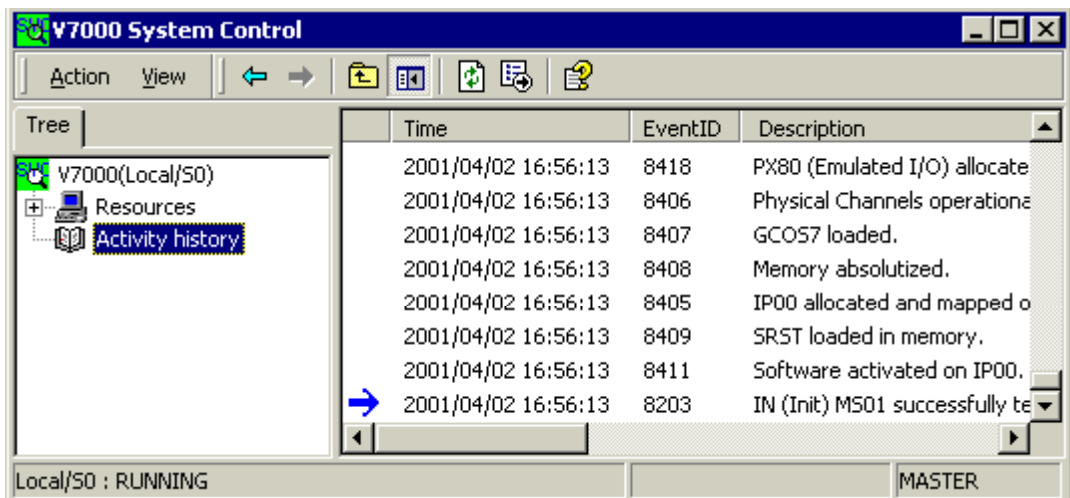 V7000 System Control
Action View
Tree
Time EventID Description
V7000(Local/S0)
Resources
Activity history
2001/04/02 16:56:13 8418 PX80 (Emulated I/O) allocate
2001/04/02 16:56:13 8406 Physical Channels operationa
2001/04/02 16:56:13 8407 GCOS7 loaded.
2001/04/02 16:56:13 8408 Memory absolutized.
2001/04/02 16:56:13 8405 IP00 allocated and mapped o
2001/04/02 16:56:13 8409 SRST loaded in memory.
2001/04/02 16:56:13 8411 Software activated on IP00.
2001/04/02 16:56:13 8203 IN (Init) MS01 successfully te
Local/S0 : RUNNING MASTER